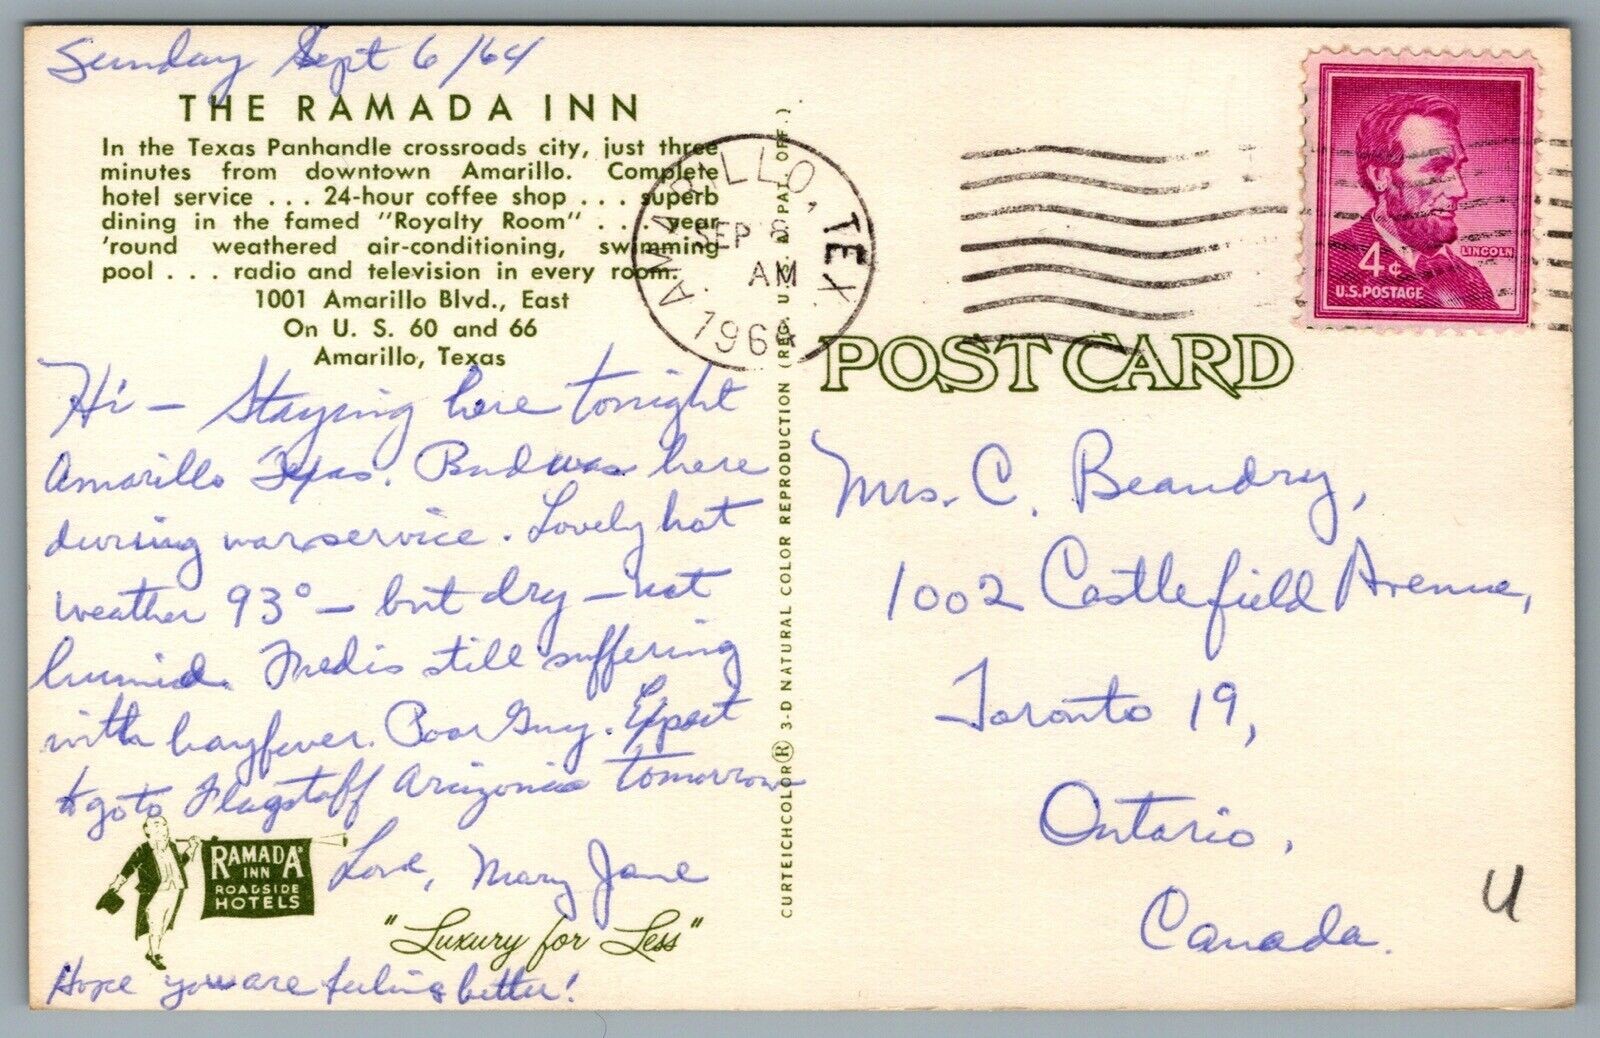 Sunday Sept 6/64
THE RAMADA INN
In the Texas Panhandle crossroads city, just three
minutes from downtown Amarillo. Complete
hotel service . . . 24-hour coffee shop . . . superb
dining in the famed "Royalty Room" . . . year
'round weathered air-conditioning, swimming
pool . . . radio and television in every room.
1001 Amarillo Blvd., East
On U. S. 60 and 66
Amarillo, Texas
Hi – Staying here tonight
Amarillo Texas. Bud was here
during war service. Lovely hot
weather 93° – but dry – not
humid. Fred is still suffering
with hayfever. Poor Guy. Expect
to go to Flagstaff Arizona tomorrow
Love, Mary Jane
RAMADA
INN
ROADSIDE
HOTELS
"Luxury for Less"
Hope you are feeling better!
CURTEICHCOLOR® 3-D NATURAL COLOR REPRODUCTION (REG. U.S.A. PAT. OFF.)
AMARILLO, TEX.
SEP 8
AM
1964
4¢
LINCOLN
U.S. POSTAGE
POST CARD
Mrs. C. Beaudry,
1002 Castlefield Avenue,
Toronto 19,
Ontario,
Canada.
U